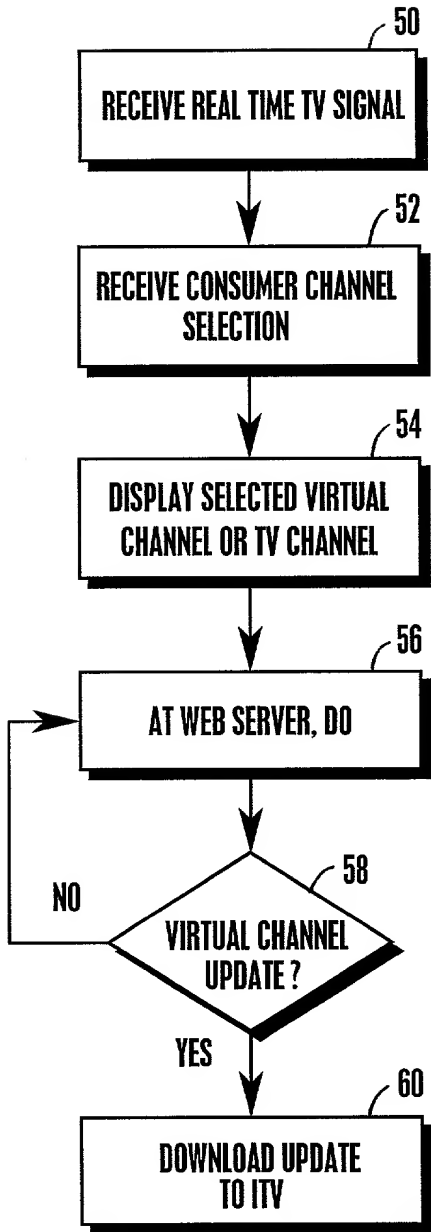 50
RECEIVE REAL TIME TV SIGNAL
52
RECEIVE CONSUMER CHANNEL
SELECTION
54
DISPLAY SELECTED VIRTUAL
CHANNEL OR TV CHANNEL
56
AT WEB SERVER, DO
58
NO
VIRTUAL CHANNEL
UPDATE ?
YES
60
DOWNLOAD UPDATE
TO ITV